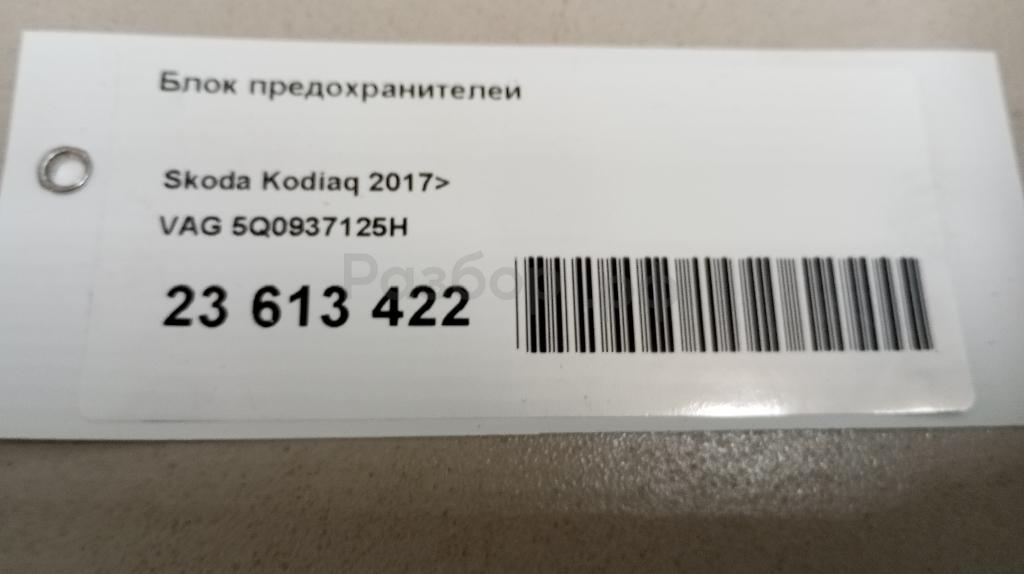 Блок предохранителей
Skoda Kodiaq 2017>
VAG 5Q0937125H
23 613 422